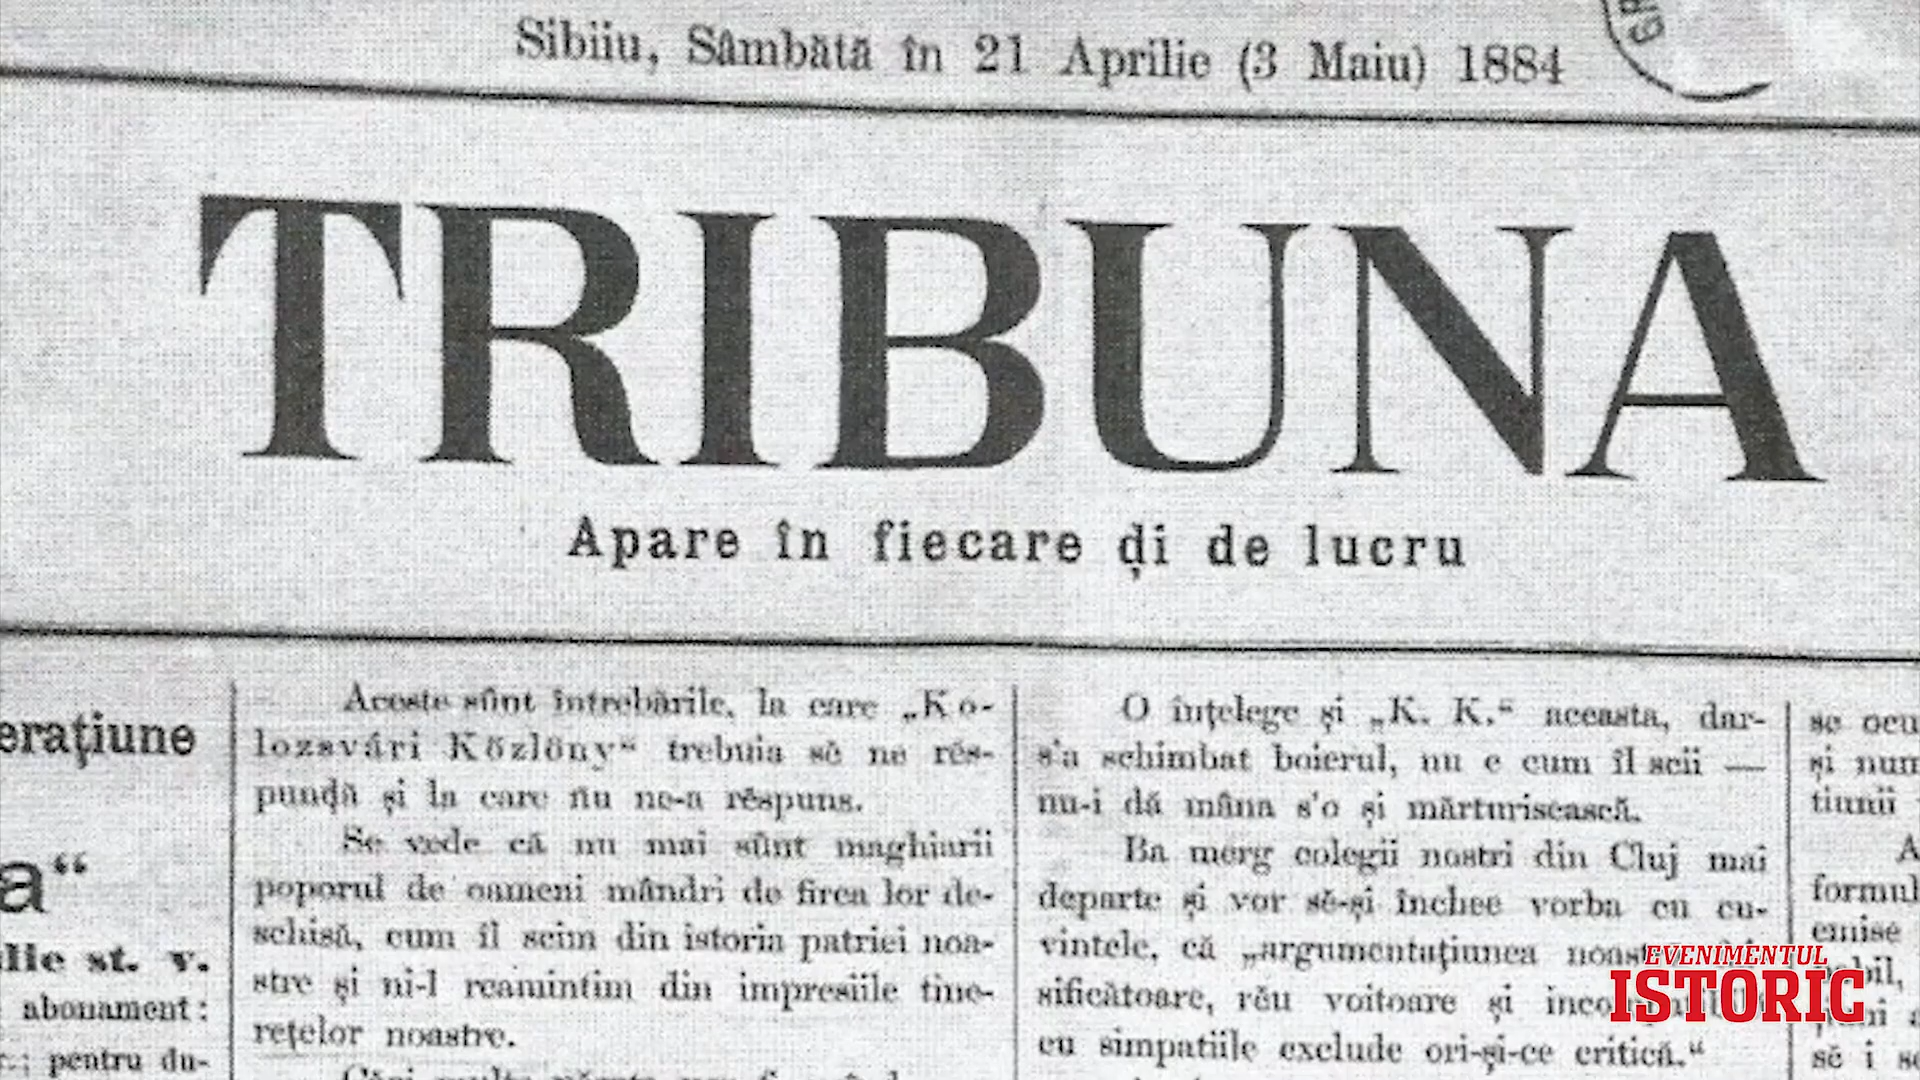 Sibiiu, Sâmbătă în 21 Aprilie (3 Maiu) 1884
TRIBUNA
Apare în fiecare ḑi de lucru
erațiune
a“
lie st. v.
abonament:
pentru du-
Aceste sûnt întrebările, la care „Ko-
lozsvári Közlöny“ trebuia sĕ ne rĕs-
pundă și la care nu ne-a rĕspuns.
Se vede că nu mai sûnt maghiarii
poporul de oameni mândri de firea lor de-
schisă, cum îl scim din istoria patriei noa-
stre și ni-l reamintim din impresiile tine-
rețelor noastre.
O înțelege și „K. K.“ aceasta, dar-
s'a schimbat boierul, nu e cum îl scii —
nu-i dă mâna s'o și mărturisească.
Ba merg colegii nostri din Cluj mai
departe și vor sĕ-și închee vorba cu cu-
vintele, că „argumentațiunea
sificătoare, rĕu voitoare și
cu simpatiile exclude ori-și-ce critică.“
se ocu
și num
tiunii
A
formul
emise
sĕ i se
EVENIMENTUL
ISTORIC